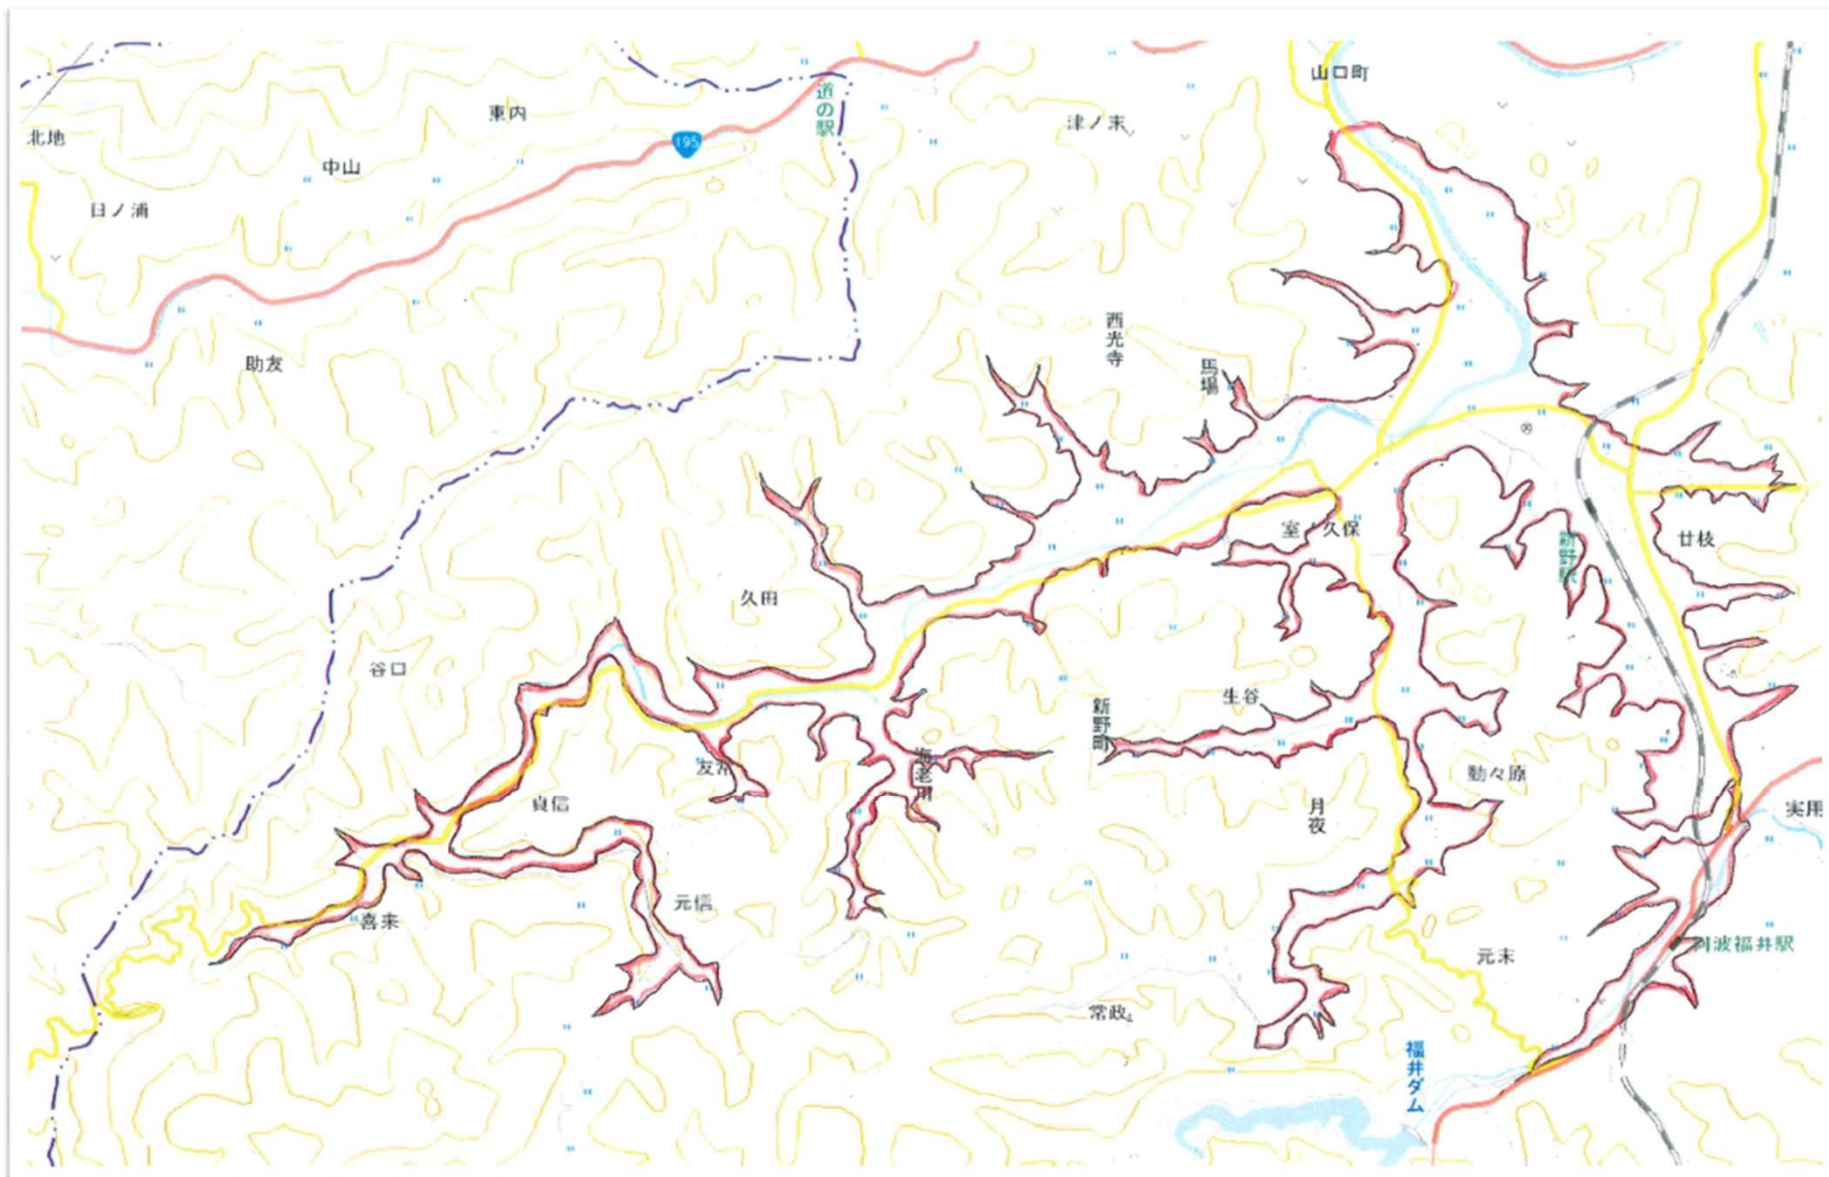 山口町
道の駅
東内
津ノ末
北地
195
中山
日ノ浦
西光寺
助友
馬場
室ノ久保
新野駅
廿枝
久田
谷口
生谷
新野町
海老川
友常
勢々原
貞信
月夜
実用
元信
喜来
阿波福井駅
元末
常政
福井ダム